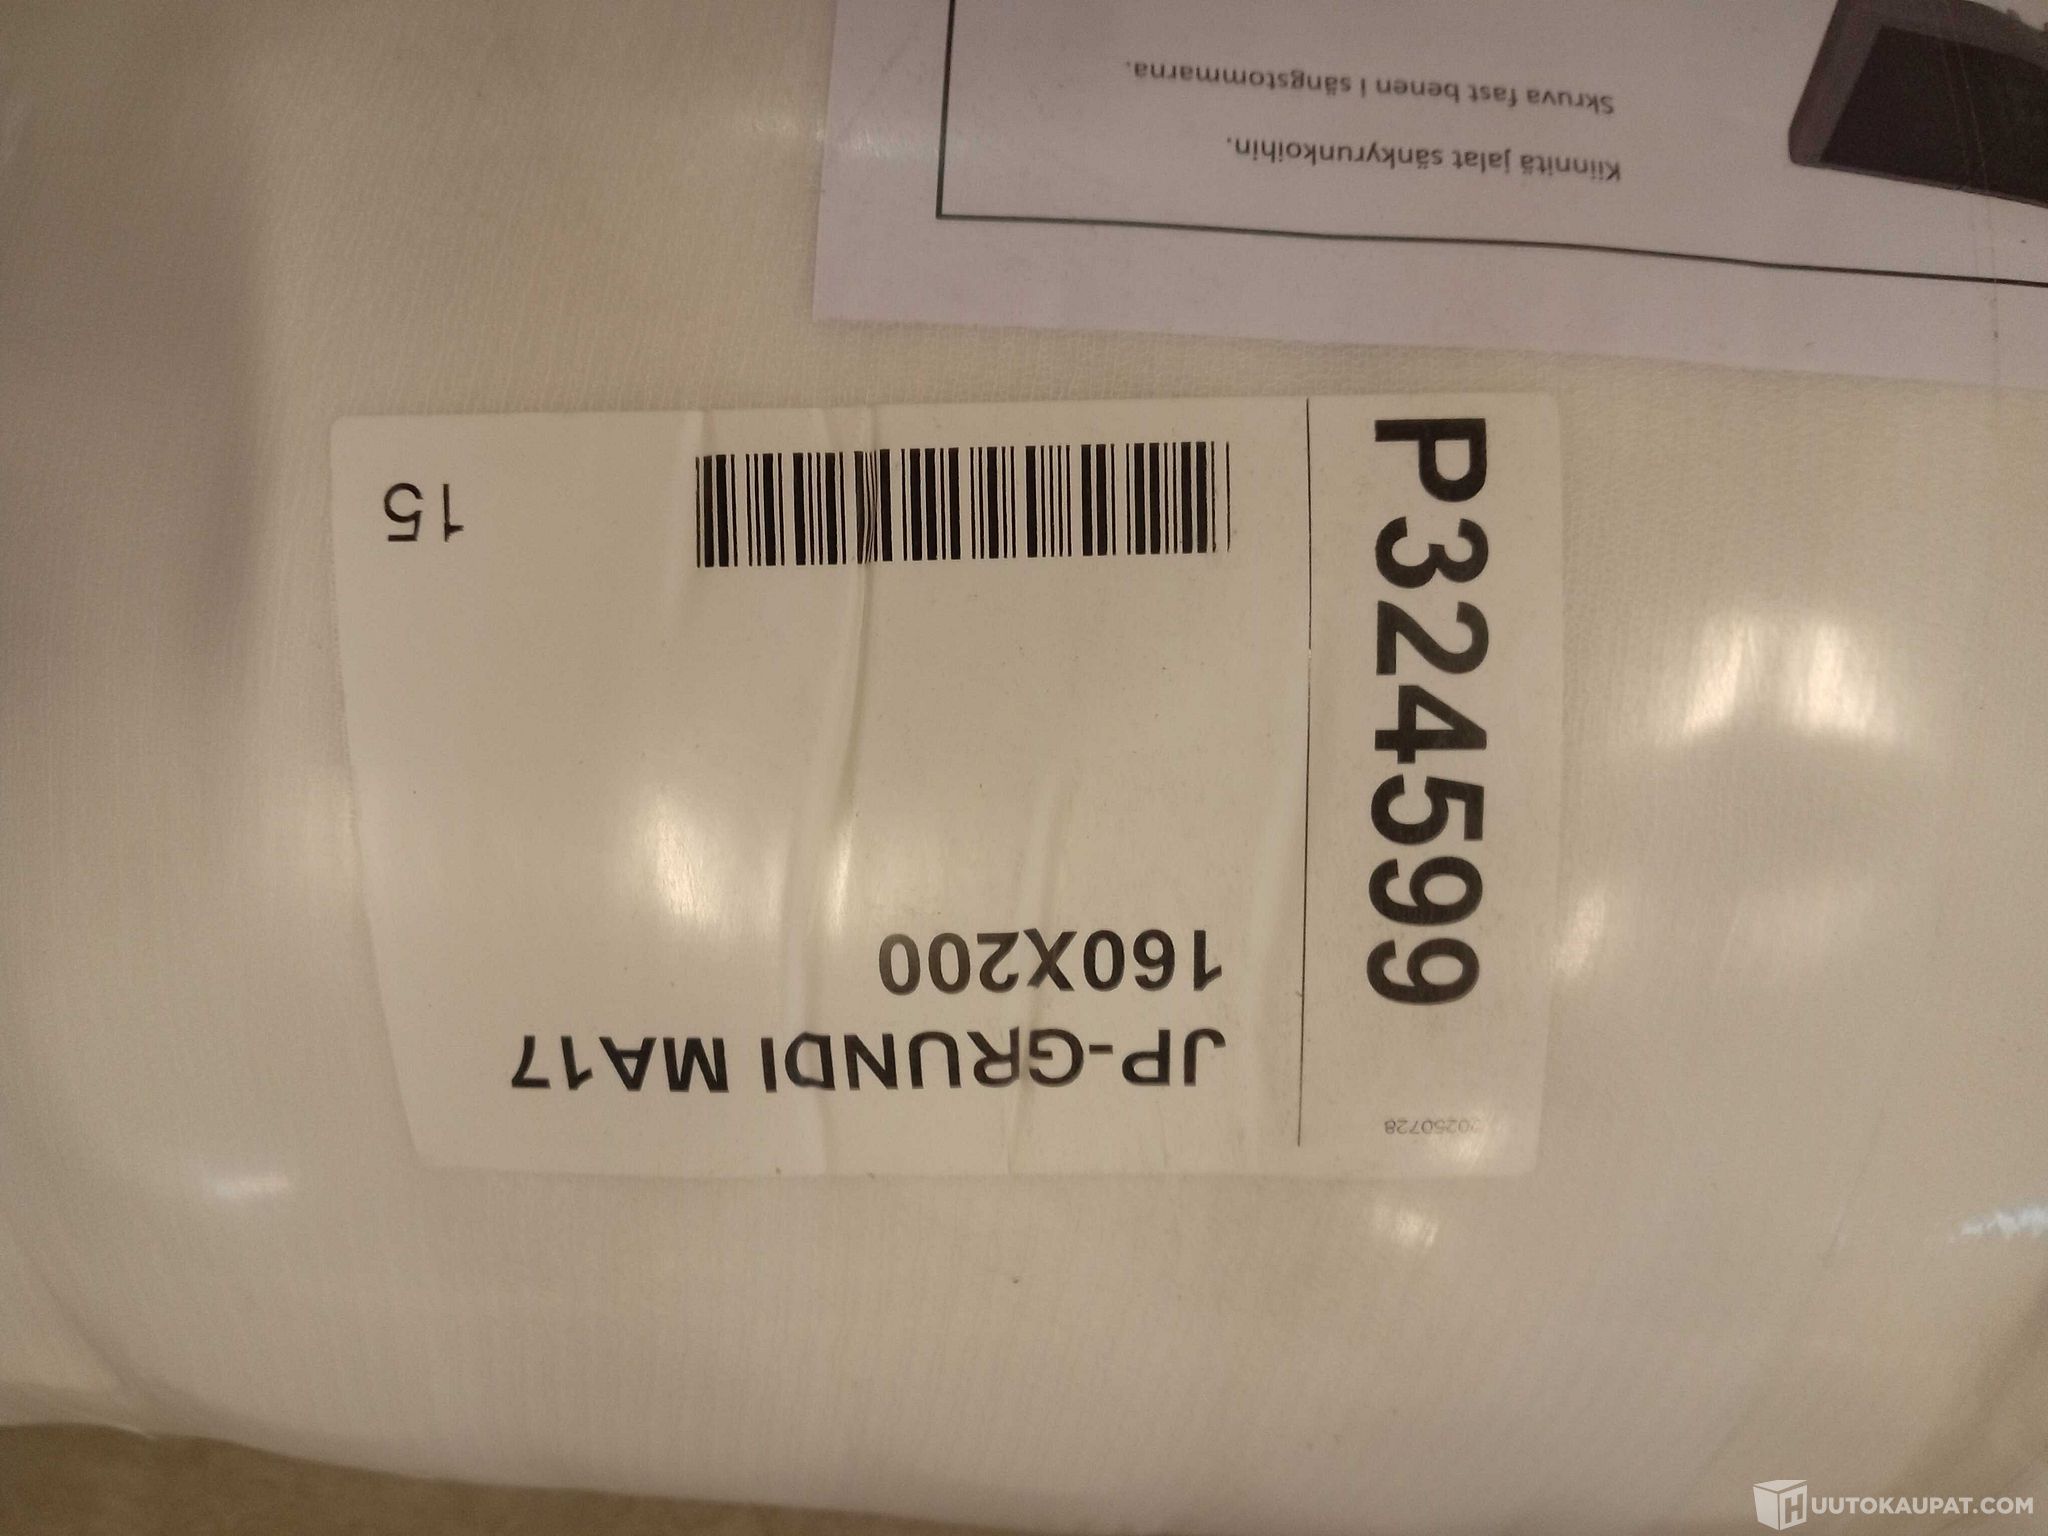 20250728
JP-GRUNDI MA17
160X200
15
P324599
Kiinnitä jalat sänkyrunkoihin.
Skruva fast benen i sängstommarna.
HUUTOKAUPAT.COM